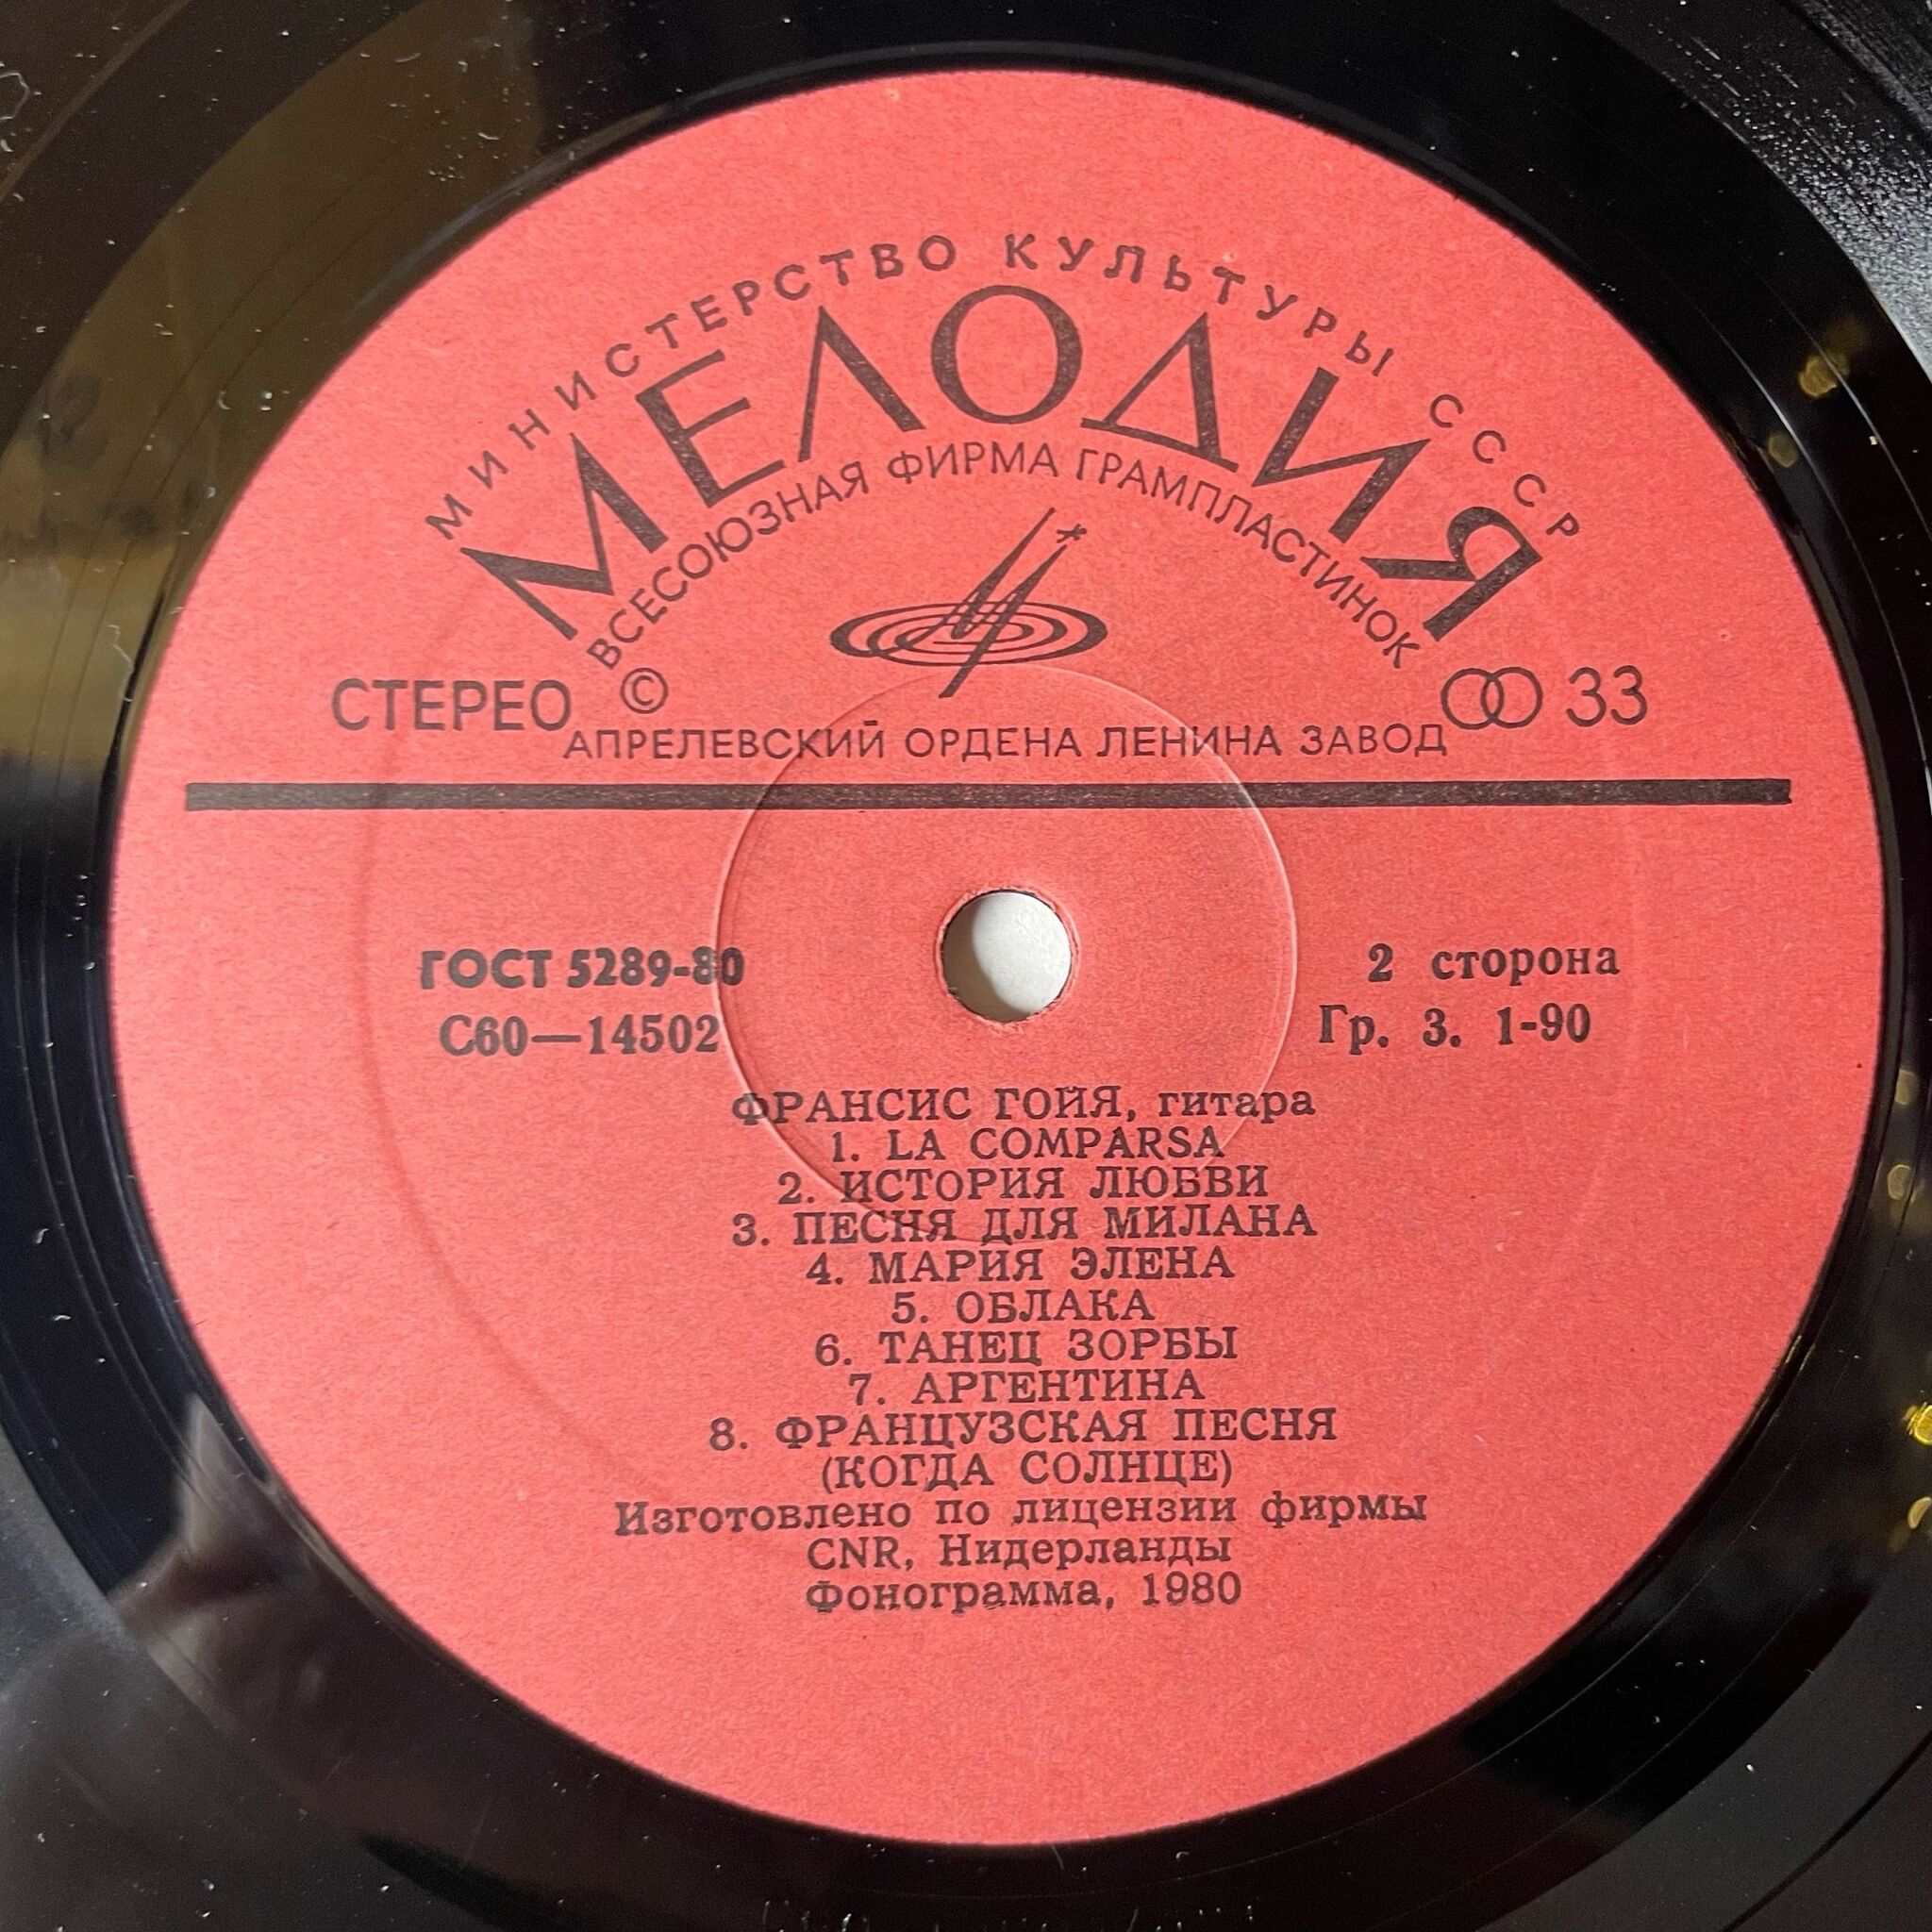 МИНИСТЕРСТВО КУЛЬТУРЫ СССР
МЕЛОДИЯ
ВСЕСОЮЗНАЯ ФИРМА ГРАМПЛАСТИНОК
СТЕРЕО © 33
АПРЕЛЕВСКИЙ ОРДЕНА ЛЕНИНА ЗАВОД
ГОСТ 5289-80 2 сторона
С60—14502 Гр. 3. 1-90
ФРАНСИС ГОЙЯ, гитара
1. LA COMPARSA
2. ИСТОРИЯ ЛЮБВИ
3. ПЕСНЯ ДЛЯ МИЛАНА
4. МАРИЯ ЭЛЕНА
5. ОБЛАКА
6. ТАНЕЦ ЗОРБЫ
7. АРГЕНТИНА
8. ФРАНЦУЗСКАЯ ПЕСНЯ
(КОГДА СОЛНЦЕ)
Изготовлено по лицензии фирмы
CNR, Нидерланды
Фонограмма, 1980